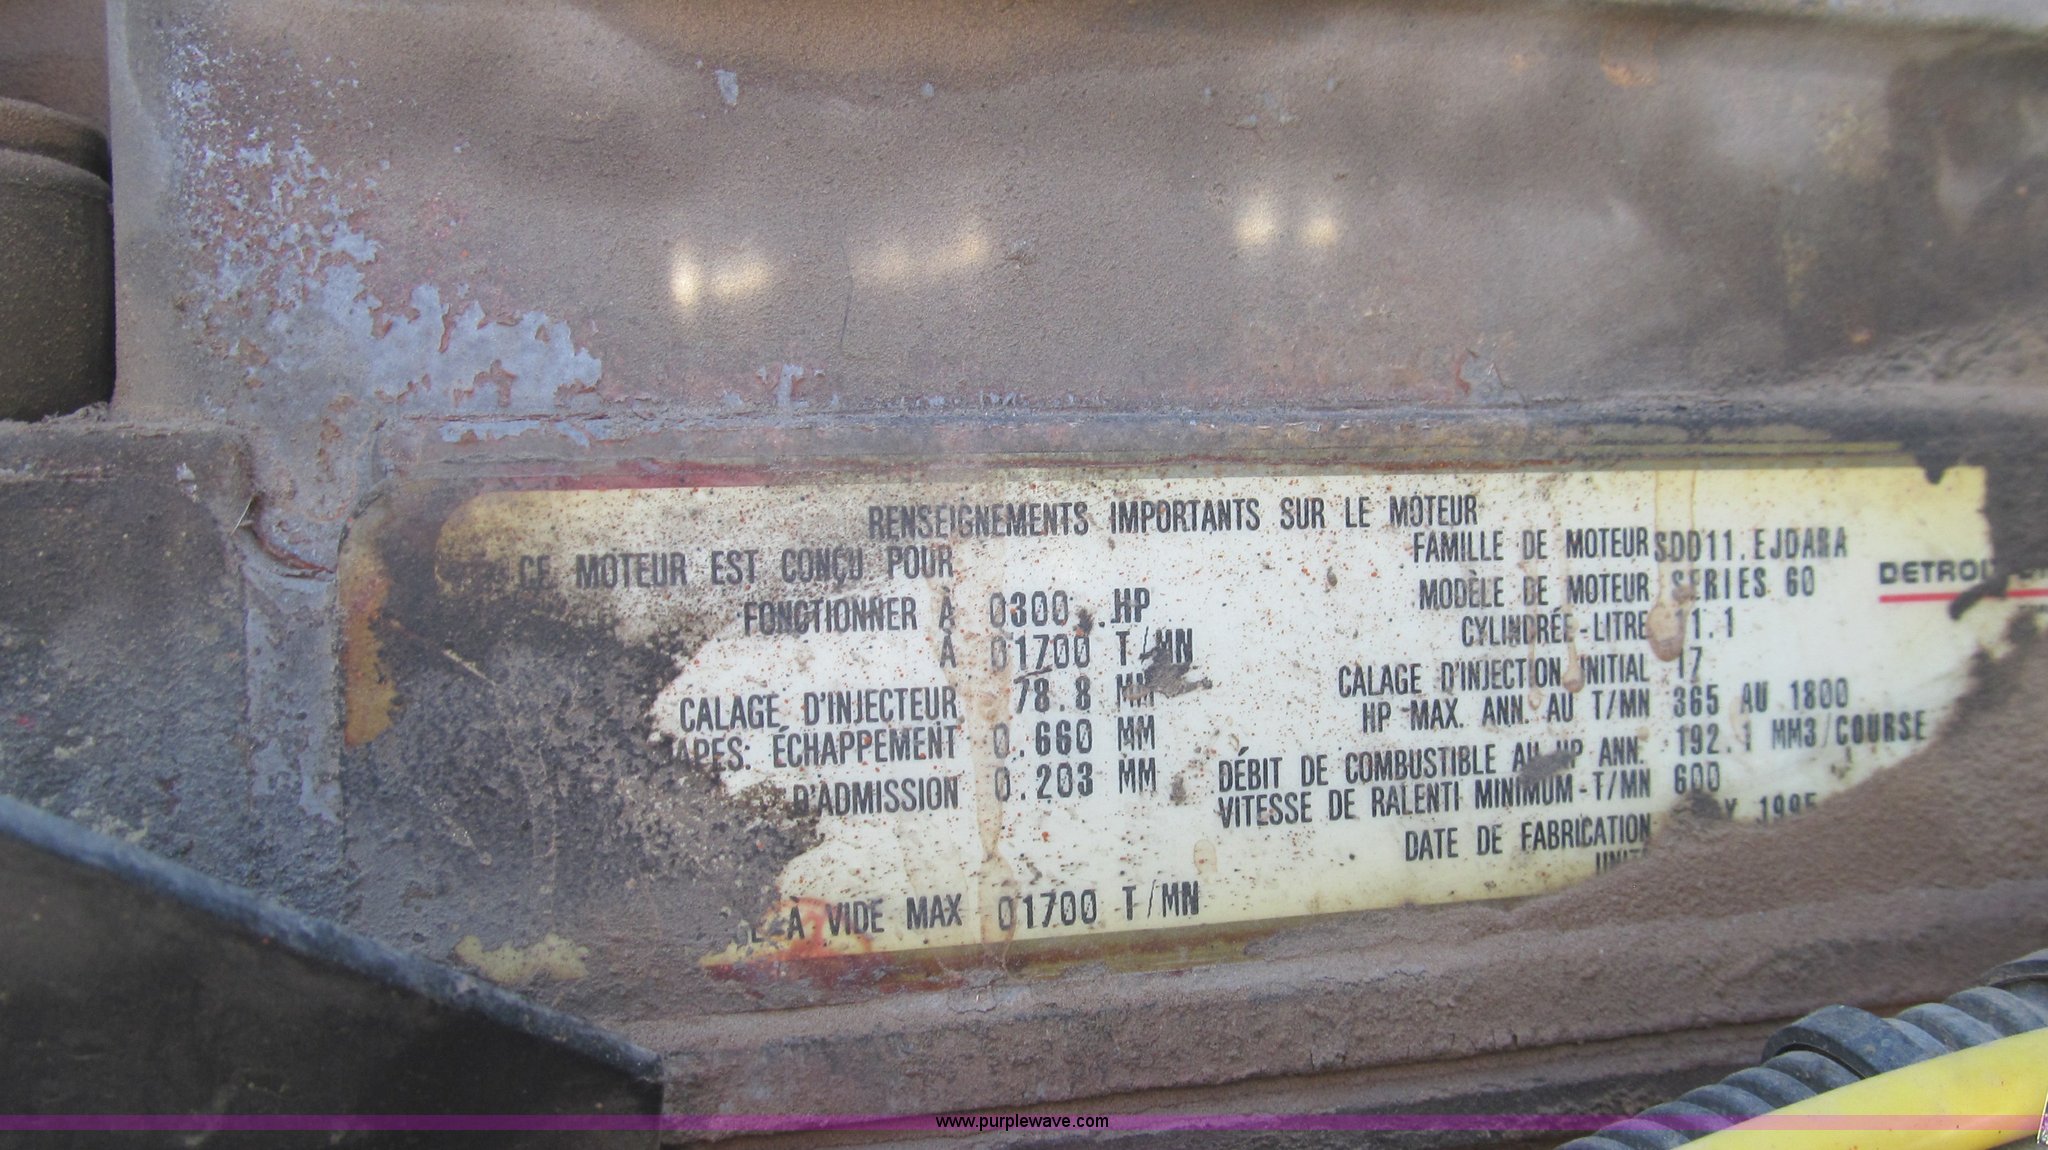 RENSEIGNEMENTS IMPORTANTS SUR LE MOTEUR
CE MOTEUR EST CONÇU POUR
FONCTIONNER À 0300 HP
À 01700 T/MN
CALAGE D'INJECTEUR 78.8 MM
ÉCHAPPEMENT 0.660 MM
D'ADMISSION 0.203 MM
À VIDE MAX 01700 T/MN
FAMILLE DE MOTEUR SDD11.EJDARA
MODÈLE DE MOTEUR SERIES 60
CYLINDRÉE-LITRE 11.1
CALAGE D'INJECTION INITIAL 17
HP MAX. ANN. AU T/MN 365 AU 1800
DÉBIT DE COMBUSTIBLE AU HP ANN. 192.1 MM3/COURSE
VITESSE DE RALENTI MINIMUM-T/MN 600
DATE DE FABRICATION 1995
DETROIT
www.purplewave.com